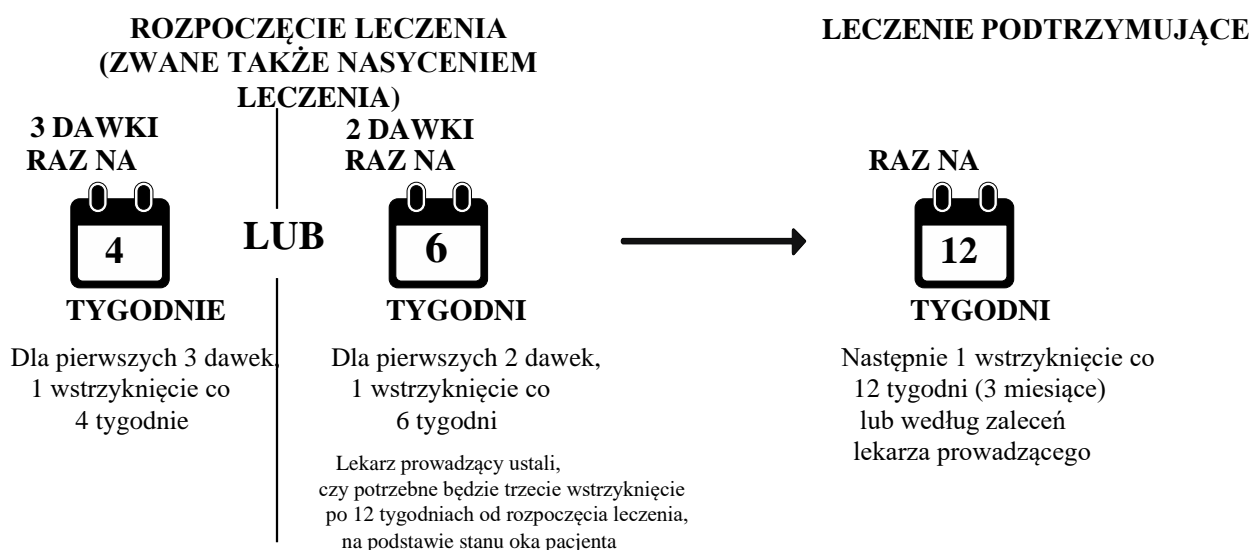 ROZPOCZĘCIE LECZENIA
(ZWANE TAKŻE NASYCENIEM
LECZENIA)
3 DAWKI
RAZ NA
4
TYGODNIE
Dla pierwszych 3 dawek,
1 wstrzyknięcie co
4 tygodnie
LUB
2 DAWKI
RAZ NA
6
TYGODNI
Dla pierwszych 2 dawek,
1 wstrzyknięcie co
6 tygodni
Lekarz prowadzący ustali,
czy potrzebne będzie trzecie wstrzyknięcie
po 12 tygodniach od rozpoczęcia leczenia,
na podstawie stanu oka pacjenta
LECZENIE PODTRZYMUJĄCE
RAZ NA
12
TYGODNI
Następnie 1 wstrzyknięcie co
12 tygodni (3 miesiące)
lub według zaleceń
lekarza prowadzącego